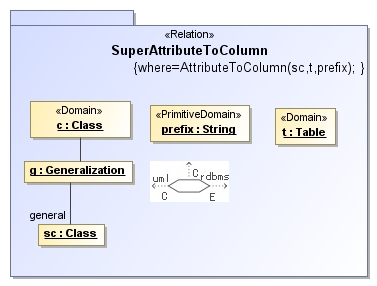 «Relation»
SuperAttributeToColumn
{where=AttributeToColumn(sc,t,prefix); }
«Domain»
c : Class
«PrimitiveDomain»
prefix : String
«Domain»
t : Table
g : Generalization
uml
C
rdbms
C
E
general
sc : Class